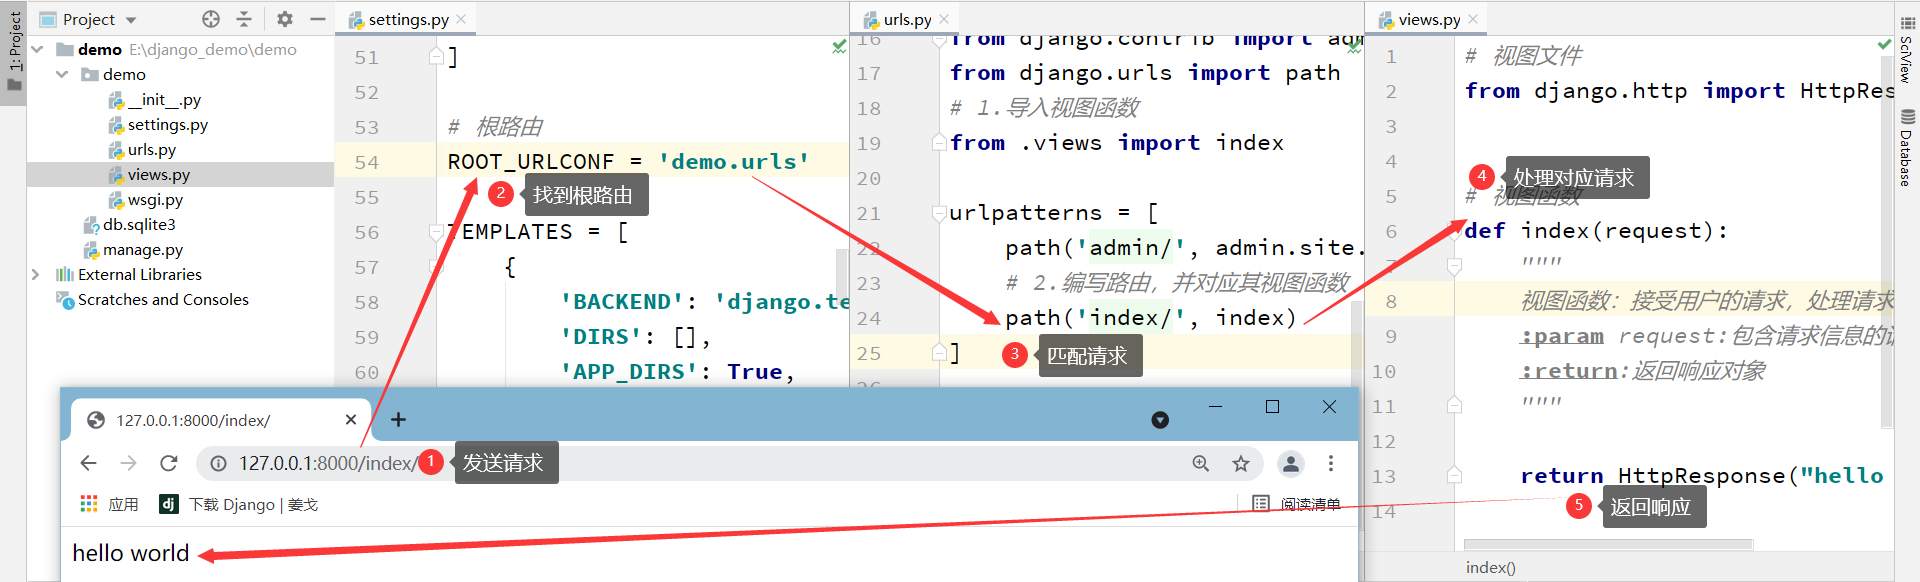 Project
1: Project
demo E:\django_demo\demo
demo
__init__.py
settings.py
urls.py
views.py
wsgi.py
db.sqlite3
manage.py
External Libraries
Scratches and Consoles
settings.py
51 ]
52
53 # 根路由
54 ROOT_URLCONF = 'demo.urls'
2 找到根路由
55
56 TEMPLATES = [
57 {
58 'BACKEND': 'django.te
59 'DIRS': [],
60 'APP_DIRS': True,
urls.py
16 from django.contrib import adm
17 from django.urls import path
18 # 1.导入视图函数
19 from .views import index
20
21 urlpatterns = [
22 path('admin/', admin.site.
23 # 2.编写路由，并对应其视图函数
24 path('index/', index)
25 ]
3 匹配请求
26
views.py
1 # 视图文件
2 from django.http import HttpRes
3
4
4 处理对应请求
5 # 视图函数
6 def index(request):
7 """
8 视图函数：接受用户的请求，处理请求
9 :param request:包含请求信息的请
10 :return:返回响应对象
11 """
12
13 return HttpResponse("hello
5 返回响应
14
index()
SciView
Database
127.0.0.1:8000/index/
127.0.0.1:8000/index/
1 发送请求
应用
dj 下载 Django | 姜戈
阅读清单
hello world